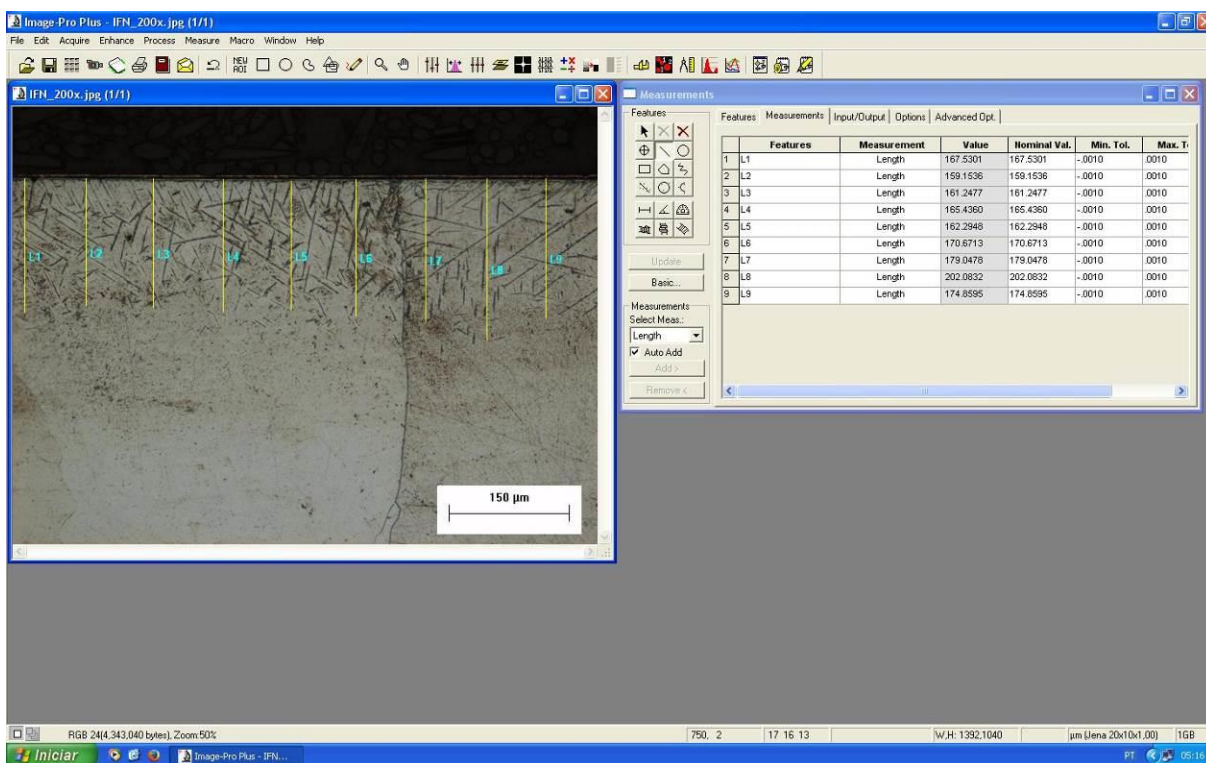 Image-Pro Plus - IFN_200x.jpg (1/1)
File Edit Acquire Enhance Process Measure Macro Window Help
NEW ROI
IFN_200x.jpg (1/1)
L1 L2 L3 L4 L5 L6 L7 L8 L9
150 µm
Measurements
Features
Update
Basic...
Measurements
Select Meas.:
Length
Auto Add
Add >
Remove <
Features Measurements Input/Output Options Advanced Opt.
Features Measurement Value Nominal Val. Min. Tol. Max. T
1 L1 Length 167.5301 167.5301 -.0010 .0010
2 L2 Length 159.1536 159.1536 -.0010 .0010
3 L3 Length 161.2477 161.2477 -.0010 .0010
4 L4 Length 165.4360 165.4360 -.0010 .0010
5 L5 Length 162.2948 162.2948 -.0010 .0010
6 L6 Length 170.6713 170.6713 -.0010 .0010
7 L7 Length 179.0478 179.0478 -.0010 .0010
8 L8 Length 202.0832 202.0832 -.0010 .0010
9 L9 Length 174.8595 174.8595 -.0010 .0010
RGB 24(4,343,040 bytes), Zoom:50% 750, 2 17 16 13 W,H: 1392,1040 µm (Jena 20x10x1,00) 1GB
Iniciar Image-Pro Plus - IFN... PT 05:16